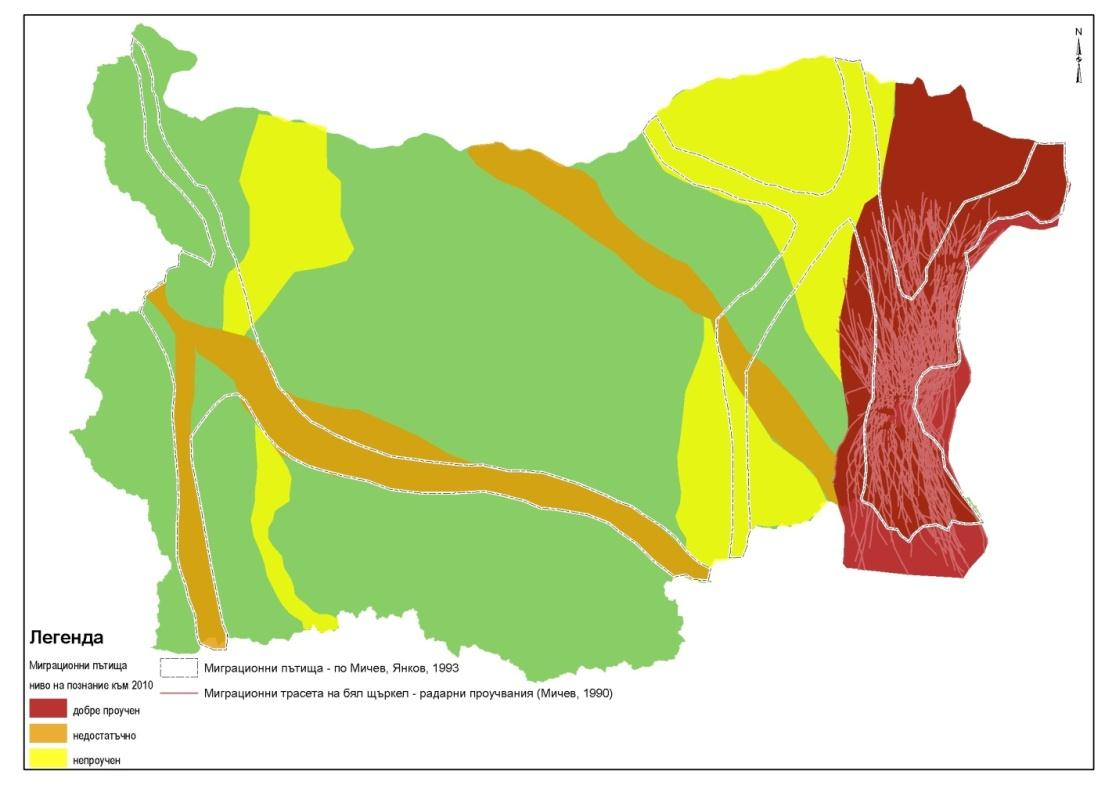 N
Легенда
Миграционни пътища
ниво на познание към 2010
добре проучен
недостатъчно
непроучен
Миграционни пътища - по Мичев, Янков, 1993
Миграционни трасета на бял щъркел - радарни проучвания (Мичев, 1990)